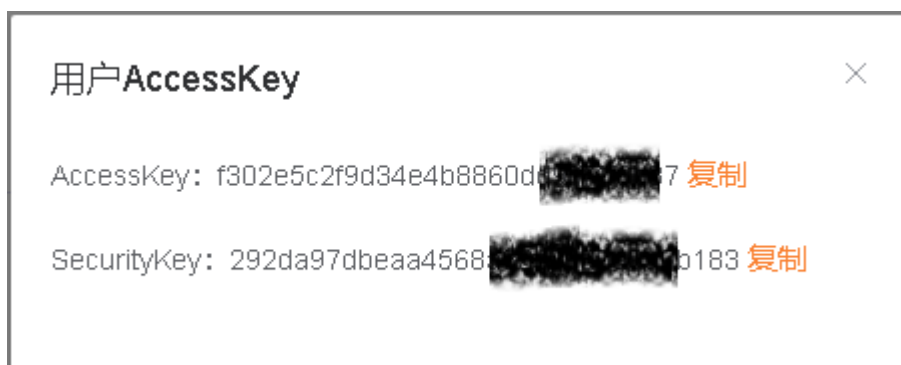 用户AccessKey
AccessKey：f302e5c2f9d34e4b8860d 7 复制
SecurityKey：292da97dbeaa4568 b183 复制